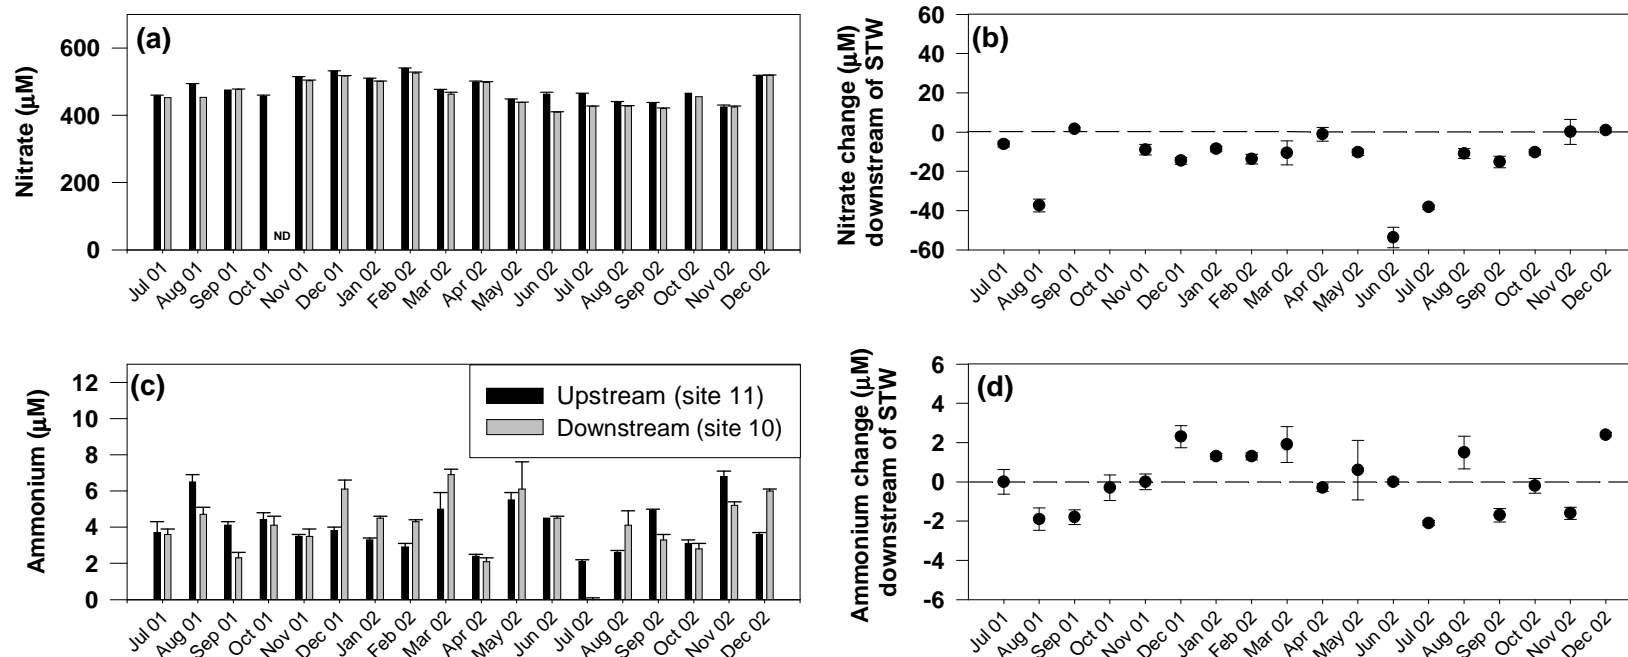 (a)
Nitrate (µM)
600
400
200
0
ND
Jul 01
Aug 01
Sep 01
Oct 01
Nov 01
Dec 01
Jan 02
Feb 02
Mar 02
Apr 02
May 02
Jun 02
Jul 02
Aug 02
Sep 02
Oct 02
Nov 02
Dec 02
(b)
Nitrate change (µM)
downstream of STW
60
40
20
0
-20
-40
-60
Jul 01
Aug 01
Sep 01
Oct 01
Nov 01
Dec 01
Jan 02
Feb 02
Mar 02
Apr 02
May 02
Jun 02
Jul 02
Aug 02
Sep 02
Oct 02
Nov 02
Dec 02
(c)
Ammonium (µM)
12
10
8
6
4
2
0
Upstream (site 11)
Downstream (site 10)
Jul 01
Aug 01
Sep 01
Oct 01
Nov 01
Dec 01
Jan 02
Feb 02
Mar 02
Apr 02
May 02
Jun 02
Jul 02
Aug 02
Sep 02
Oct 02
Nov 02
Dec 02
(d)
Ammonium change (µM)
downstream of STW
6
4
2
0
-2
-4
-6
Jul 01
Aug 01
Sep 01
Oct 01
Nov 01
Dec 01
Jan 02
Feb 02
Mar 02
Apr 02
May 02
Jun 02
Jul 02
Aug 02
Sep 02
Oct 02
Nov 02
Dec 02